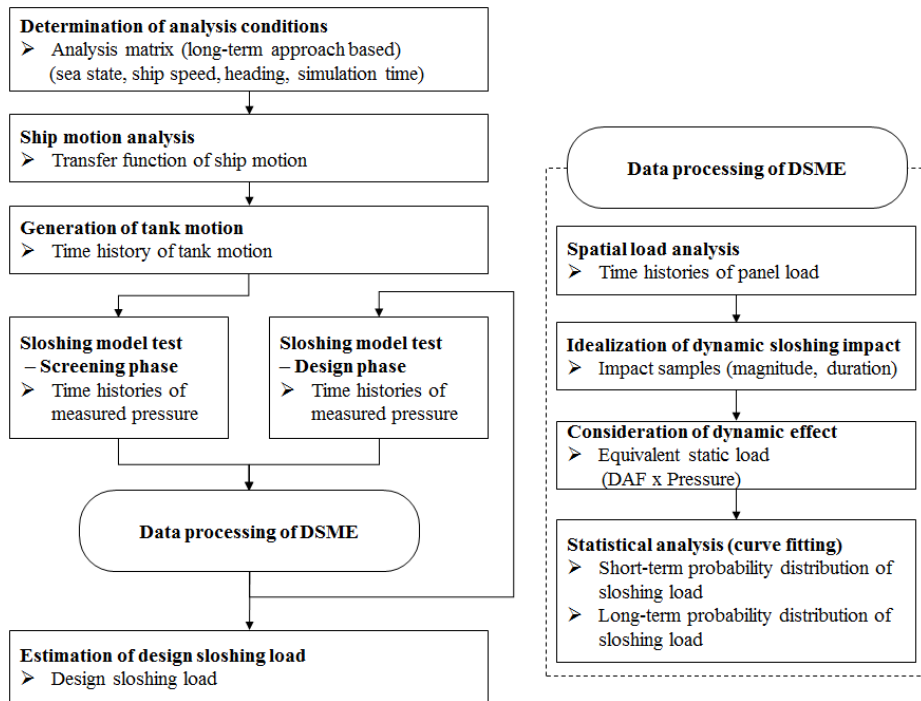 Determination of analysis conditions
➢ Analysis matrix (long-term approach based)
(sea state, ship speed, heading, simulation time)
Ship motion analysis
➢ Transfer function of ship motion
Generation of tank motion
➢ Time history of tank motion
Sloshing model test
– Screening phase
➢ Time histories of
measured pressure
Sloshing model test
– Design phase
➢ Time histories of
measured pressure
Data processing of DSME
Estimation of design sloshing load
➢ Design sloshing load
Data processing of DSME
Spatial load analysis
➢ Time histories of panel load
Idealization of dynamic sloshing impact
➢ Impact samples (magnitude, duration)
Consideration of dynamic effect
➢ Equivalent static load
(DAF x Pressure)
Statistical analysis (curve fitting)
➢ Short-term probability distribution of
sloshing load
➢ Long-term probability distribution of
sloshing load